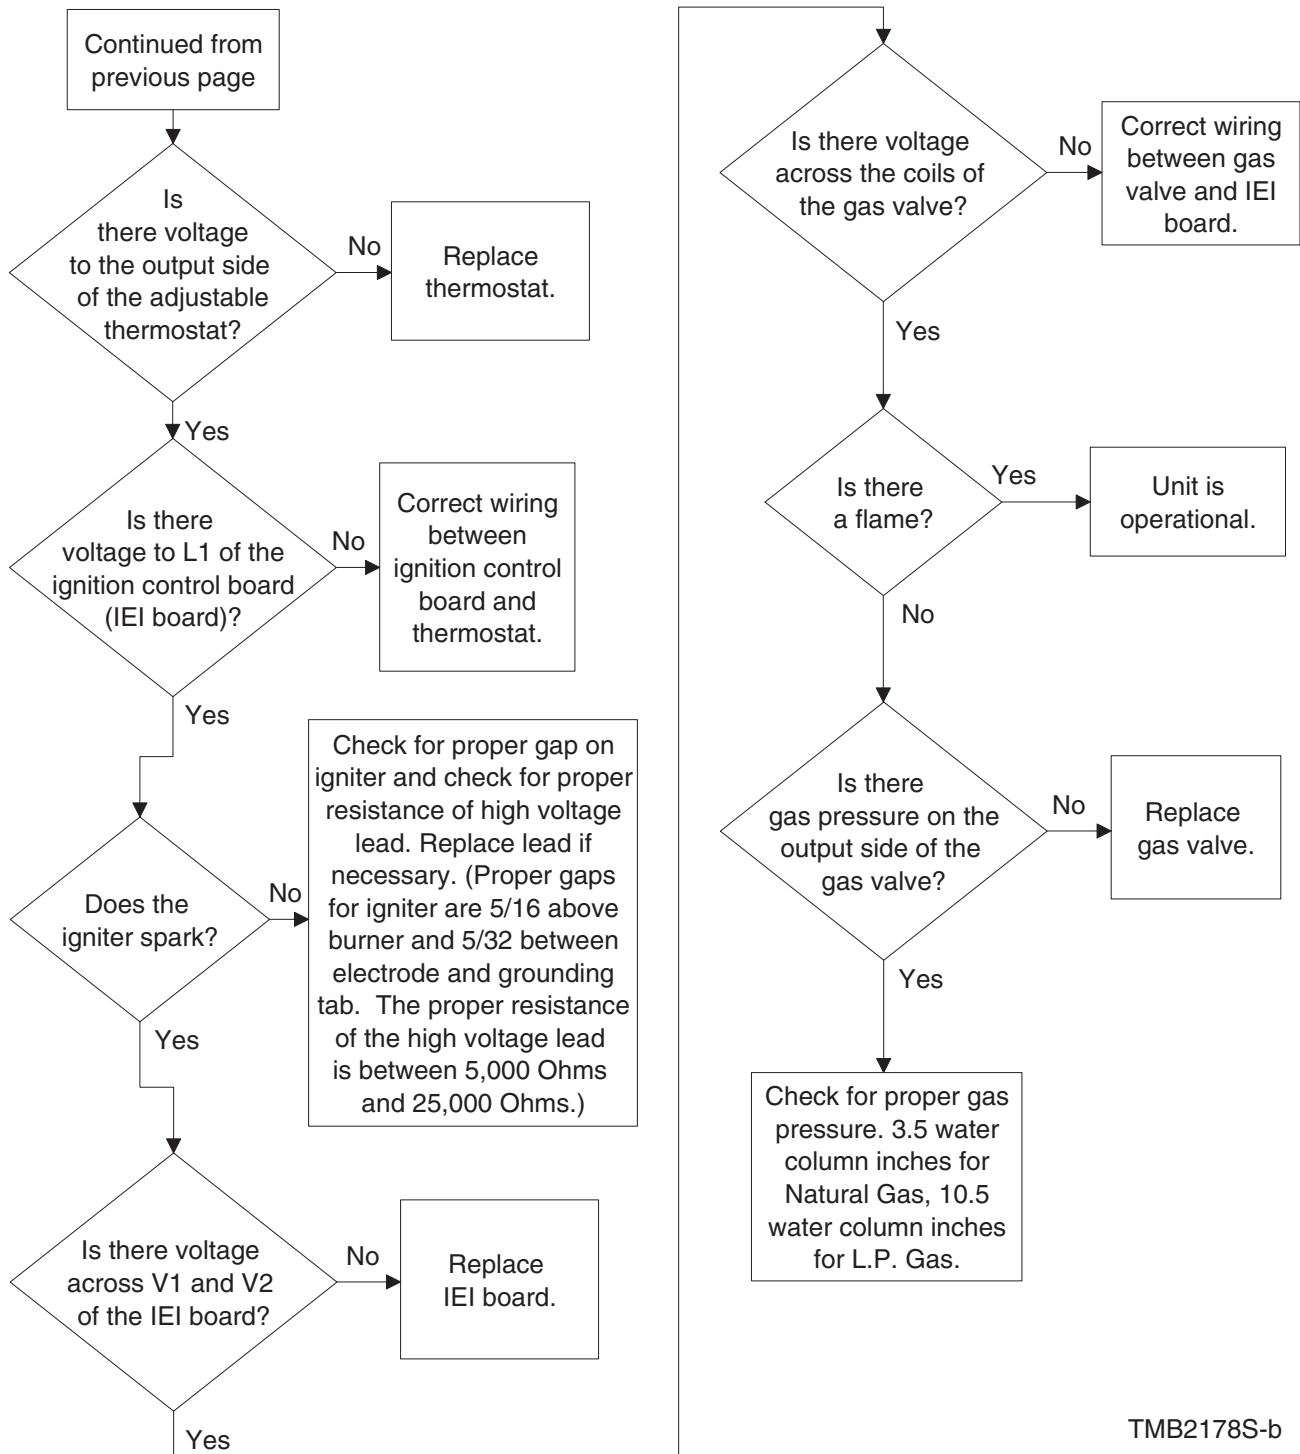 Continued from
previous page
Is
there voltage
to the output side
of the adjustable
thermostat?
No
Replace
thermostat.
Yes
Is there
voltage to L1 of the
ignition control board
(IEI board)?
No
Correct wiring
between
ignition control
board and
thermostat.
Yes
Does the
igniter spark?
No
Check for proper gap on
igniter and check for proper
resistance of high voltage
lead. Replace lead if
necessary. (Proper gaps
for igniter are 5/16 above
burner and 5/32 between
electrode and grounding
tab.  The proper resistance
of the high voltage lead
is between 5,000 Ohms
and 25,000 Ohms.)
Yes
Is there voltage
across V1 and V2
of the IEI board?
No
Replace
IEI board.
Yes
Is there voltage
across the coils of
the gas valve?
No
Correct wiring
between gas
valve and IEI
board.
Yes
Is there
a flame?
Yes
Unit is
operational.
No
Is there
gas pressure on the
output side of the
gas valve?
No
Replace
gas valve.
Yes
Check for proper gas
pressure. 3.5 water
column inches for
Natural Gas, 10.5
water column inches
for L.P. Gas.
TMB2178S-b